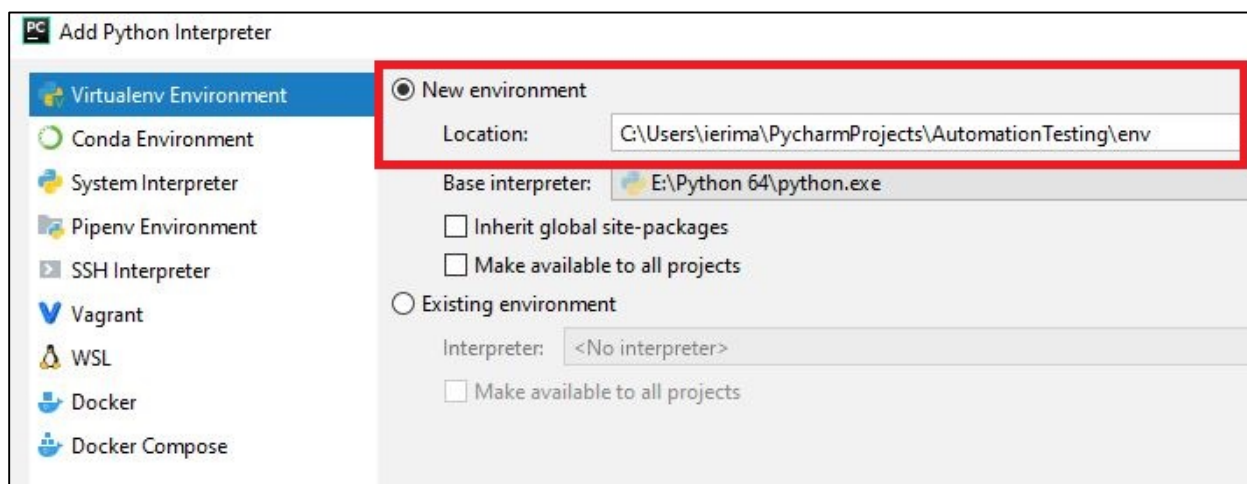 PC Add Python Interpreter
Virtualenv Environment
Conda Environment
System Interpreter
Pipenv Environment
SSH Interpreter
Vagrant
WSL
Docker
Docker Compose
New environment
Location: C:\Users\ierima\PycharmProjects\AutomationTesting\env
Base interpreter: E:\Python 64\python.exe
Inherit global site-packages
Make available to all projects
Existing environment
Interpreter: <No interpreter>
Make available to all projects